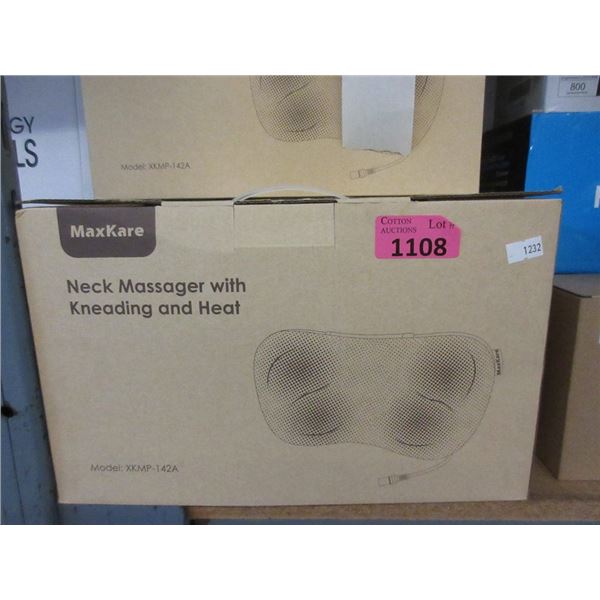 GY
LS
Model: XKMP-142A
800
MaxKare
COTTON
AUCTIONS
Lot #
1108
1232
Neck Massager with
Kneading and Heat
MaxKare
Model: XKMP-142A